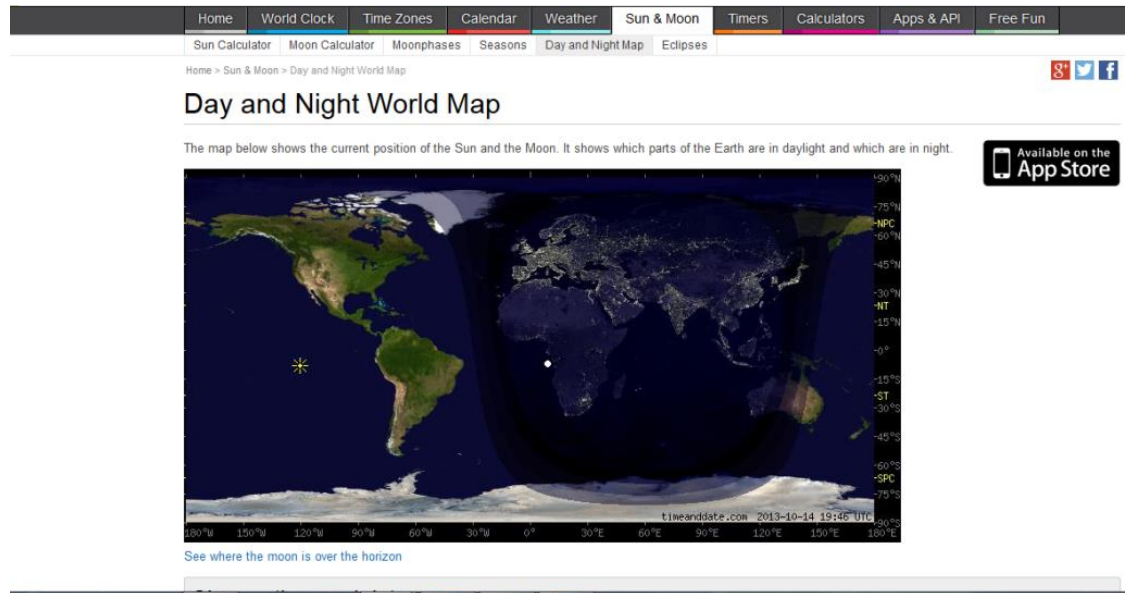 Home World Clock Time Zones Calendar Weather Sun & Moon Timers Calculators Apps & API Free Fun
Sun Calculator Moon Calculator Moonphases Seasons Day and Night Map Eclipses
Home > Sun & Moon > Day and Night World Map
Day and Night World Map
The map below shows the current position of the Sun and the Moon. It shows which parts of the Earth are in daylight and which are in night.
Available on the
App Store
90°N
75°N
NPC
60°N
45°N
30°N
NT
15°N
0°
15°S
ST
30°S
45°S
60°S
SPC
75°S
timeanddate.com 2013-10-14 19:46 UTC
90°S
180°W 150°W 120°W 90°W 60°W 30°W 0° 30°E 60°E 90°E 120°E 150°E 180°E
See where the moon is over the horizon